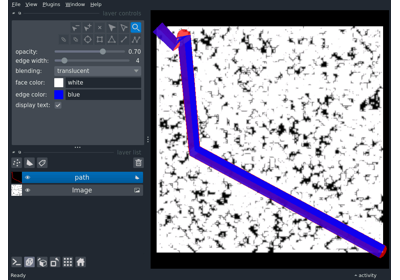 File View Plugins Window Help
layer controls
opacity: 0.70
edge width: 4
blending: translucent
face color: white
edge color: blue
display text:
layer list
path
Image
Ready
activity